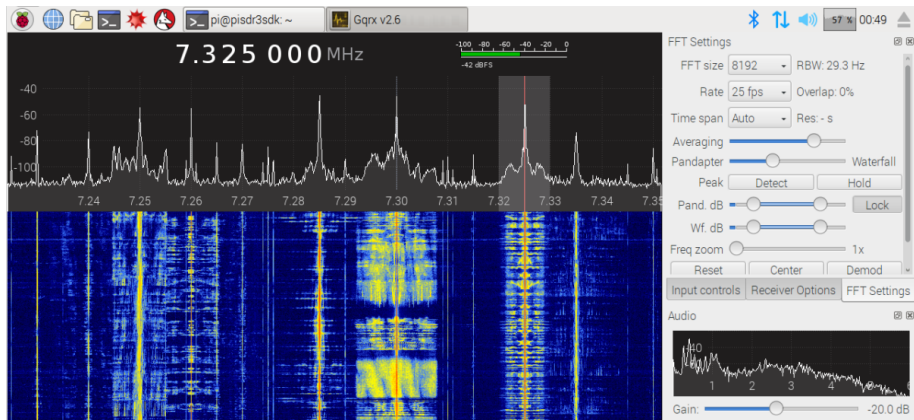 pi@pisdr3sdk: ~
Gqrx v2.6
57 %
00:49
7.325 000 MHz
-100 -80 -60 -40 -20 0
-42 dBFS
-40
-60
-80
-100
7.24 7.25 7.26 7.27 7.28 7.29 7.30 7.31 7.32 7.33 7.34 7.35
FFT Settings
FFT size 8192 RBW: 29.3 Hz
Rate 25 fps Overlap: 0%
Time span Auto Res: - s
Averaging
Pandapter Waterfall
Peak Detect Hold
Pand. dB Lock
Wf. dB
Freq zoom 1x
Reset Center Demod
Input controls Receiver Options FFT Settings
Audio
-40
1 2 3 4 5
Gain: -20.0 dB